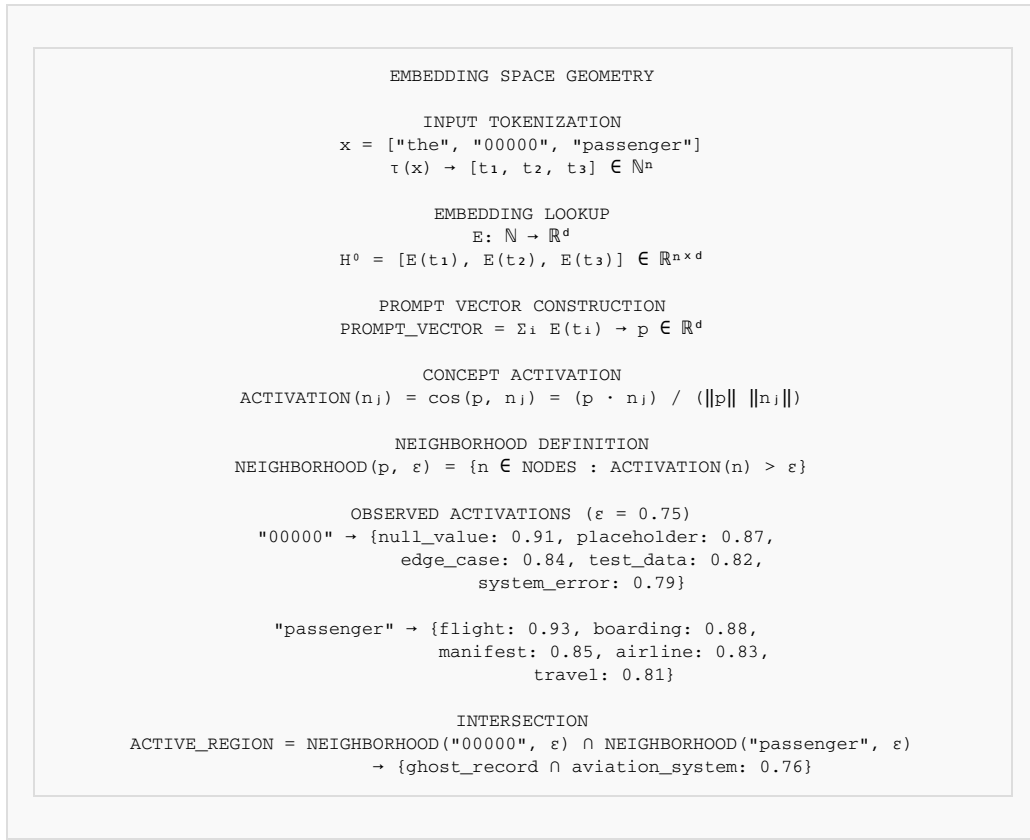 EMBEDDING SPACE GEOMETRY
INPUT TOKENIZATION
x = ["the", "00000", "passenger"]
τ(x) → [t₁, t₂, t₃] ∈ ℕⁿ
EMBEDDING LOOKUP
E: ℕ → ℝᵈ
H⁰ = [E(t₁), E(t₂), E(t₃)] ∈ ℝⁿˣᵈ
PROMPT VECTOR CONSTRUCTION
PROMPT_VECTOR = Σᵢ E(tᵢ) → p ∈ ℝᵈ
CONCEPT ACTIVATION
ACTIVATION(nⱼ) = cos(p, nⱼ) = (p · nⱼ) / (‖p‖ ‖nⱼ‖)
NEIGHBORHOOD DEFINITION
NEIGHBORHOOD(p, ε) = {n ∈ NODES : ACTIVATION(n) > ε}
OBSERVED ACTIVATIONS (ε = 0.75)
"00000" → {null_value: 0.91, placeholder: 0.87,
edge_case: 0.84, test_data: 0.82,
system_error: 0.79}
"passenger" → {flight: 0.93, boarding: 0.88,
manifest: 0.85, airline: 0.83,
travel: 0.81}
INTERSECTION
ACTIVE_REGION = NEIGHBORHOOD("00000", ε) ∩ NEIGHBORHOOD("passenger", ε)
→ {ghost_record ∩ aviation_system: 0.76}